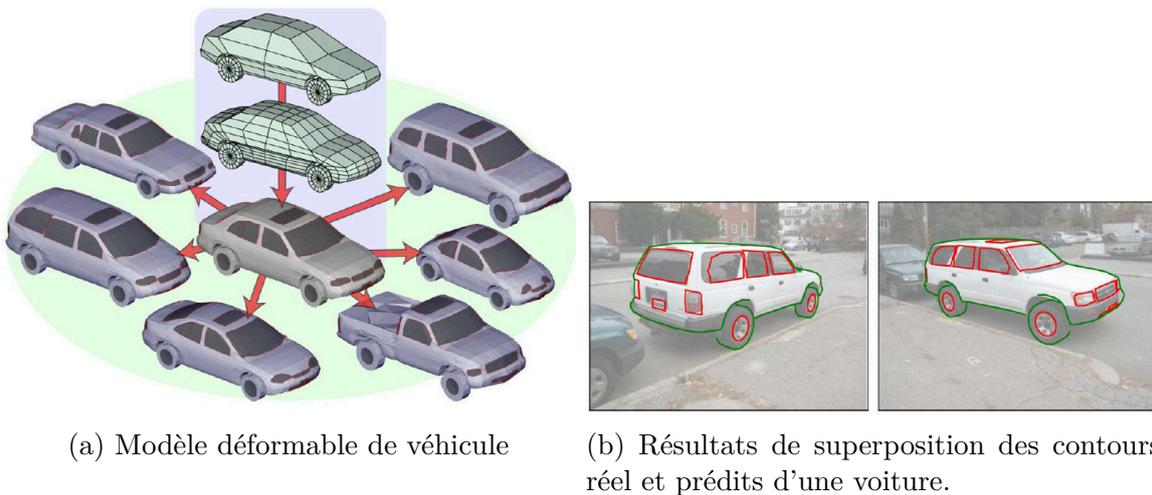 (a) Modèle déformable de véhicule
(b) Résultats de superposition des contours
réel et prédits d'une voiture.